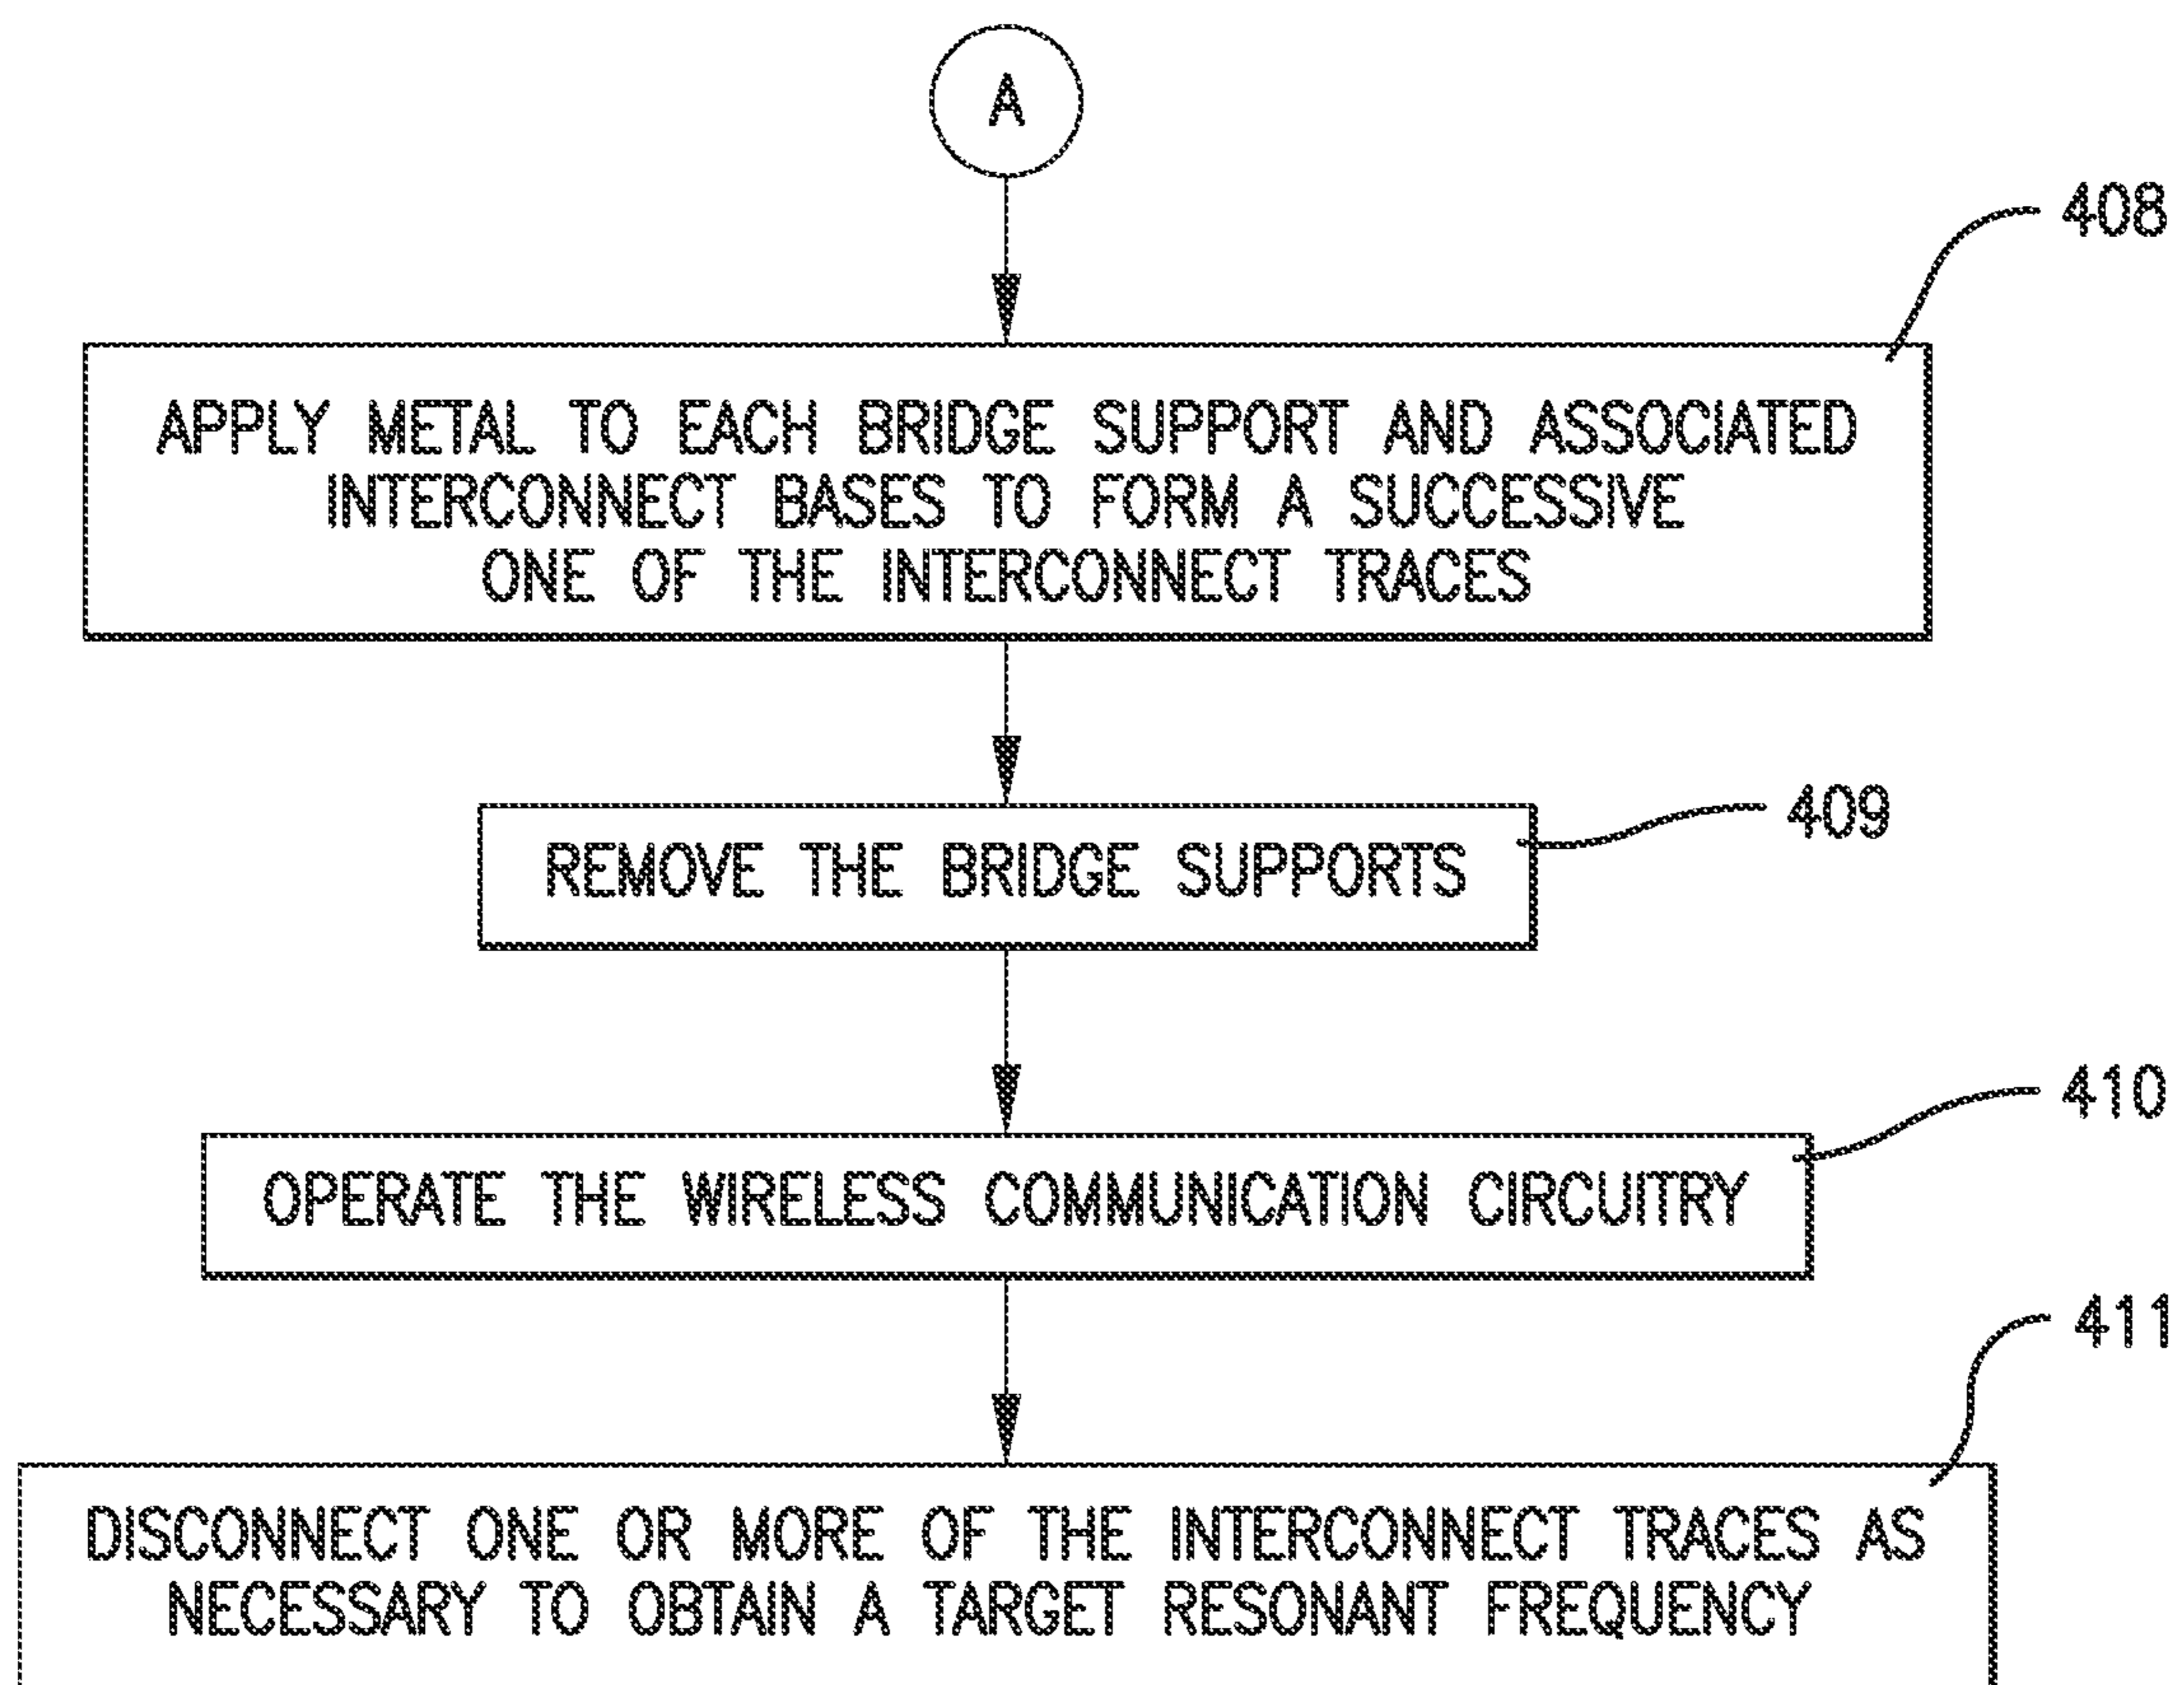 A
408
APPLY METAL TO EACH BRIDGE SUPPORT AND ASSOCIATED
INTERCONNECT BASES TO FORM A SUCCESSIVE
ONE OF THE INTERCONNECT TRACES
409
REMOVE THE BRIDGE SUPPORTS
410
OPERATE THE WIRELESS COMMUNICATION CIRCUITRY
411
DISCONNECT ONE OR MORE OF THE INTERCONNECT TRACES AS
NECESSARY TO OBTAIN A TARGET RESONANT FREQUENCY